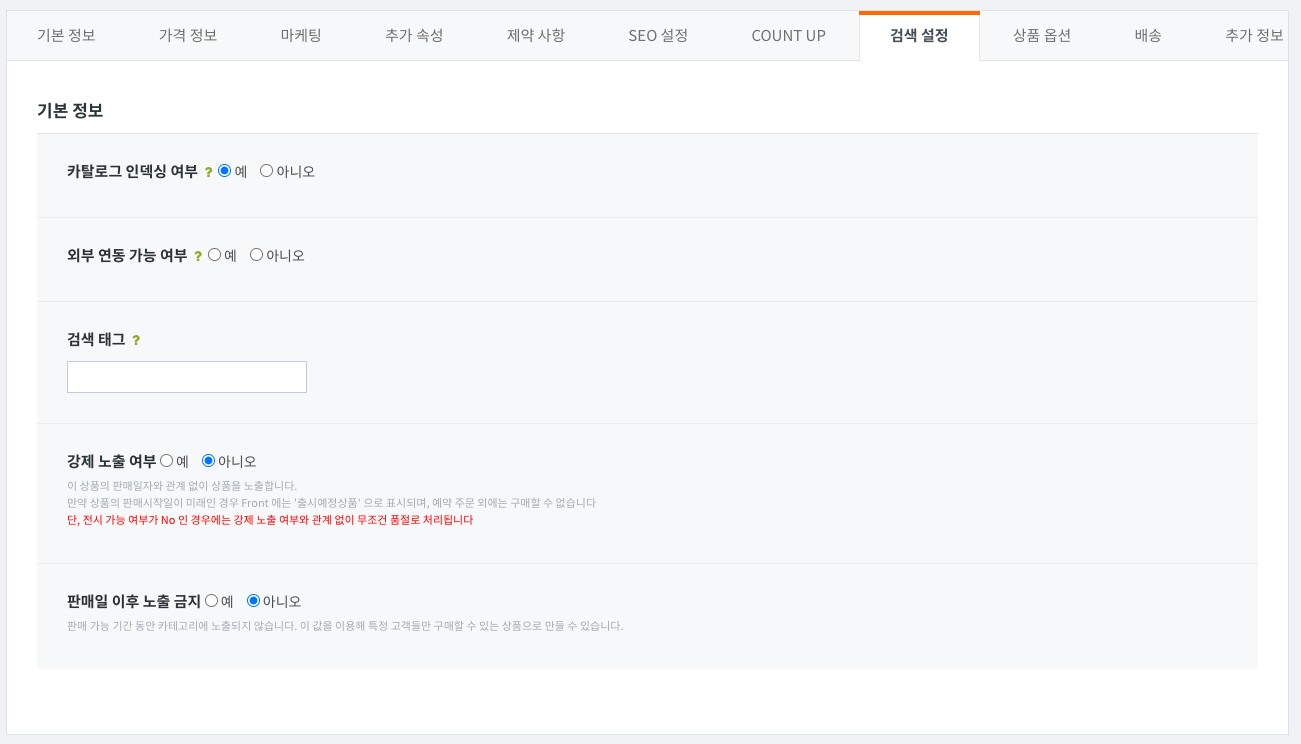 기본 정보 가격 정보 마케팅 추가 속성 제약 사항 SEO 설정 COUNT UP 검색 설정 상품 옵션 배송 추가 정보
기본 정보
카탈로그 인덱싱 여부 ? 예 아니오
외부 연동 가능 여부 ? 예 아니오
검색 태그 ?
강제 노출 여부 예 아니오
이 상품의 판매일자와 관계 없이 상품을 노출합니다.
만약 상품의 판매시작일이 미래인 경우 Front 에는 '출시예정상품' 으로 표시되며, 예약 주문 외에는 구매할 수 없습니다
단, 전시 가능 여부가 No 인 경우에는 강제 노출 여부와 관계 없이 무조건 품절로 처리됩니다
판매일 이후 노출 금지 예 아니오
판매 가능 기간 동안 카테고리에 노출되지 않습니다. 이 값을 이용해 특정 고객들만 구매할 수 있는 상품으로 만들 수 있습니다.